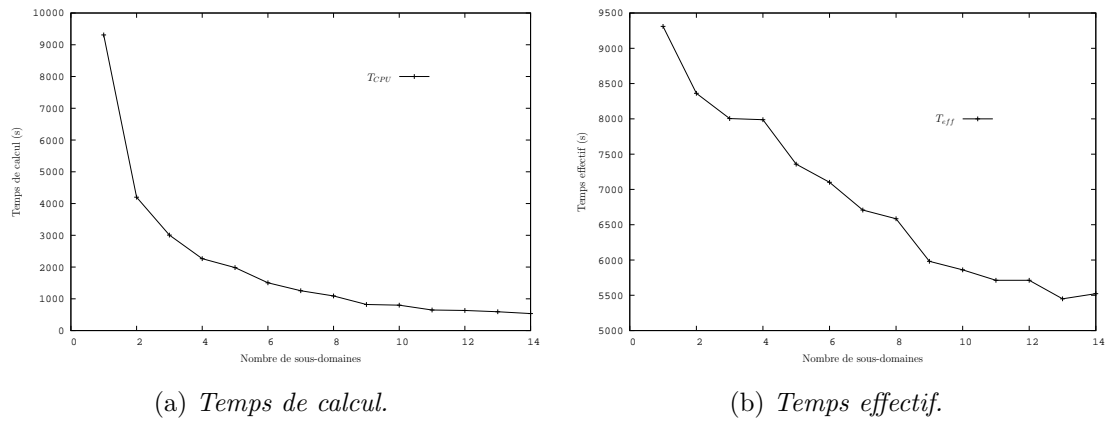 10000
9000
8000
7000
6000
5000
4000
3000
2000
1000
0
0 2 4 6 8 10 12 14
Temps de calcul (s)
Nombre de sous-domaines
T_CPU
(a) Temps de calcul.
9500
9000
8500
8000
7500
7000
6500
6000
5500
5000
0 2 4 6 8 10 12 14
Temps effectif (s)
Nombre de sous-domaines
T_eff
(b) Temps effectif.